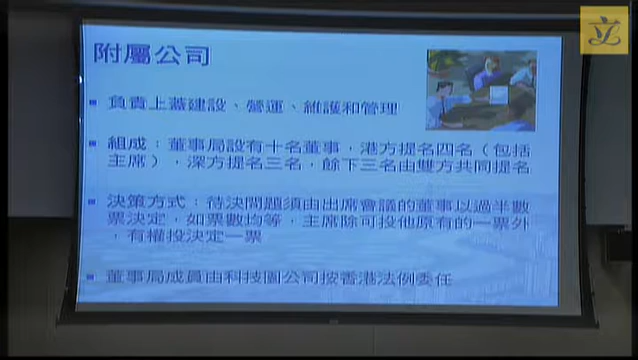 立
附屬公司
▪ 負責上蓋建設、營運、維護和管理
▪ 組成：董事局設有十名董事，港方提名四名（包括
主席），深方提名三名，餘下三名由雙方共同提名
▪ 決策方式：待決問題須由出席會議的董事以過半數
票決定，如票數均等，主席除可投他原有的一票外
，有權投決定一票
▪ 董事局成員由科技園公司按香港法例委任